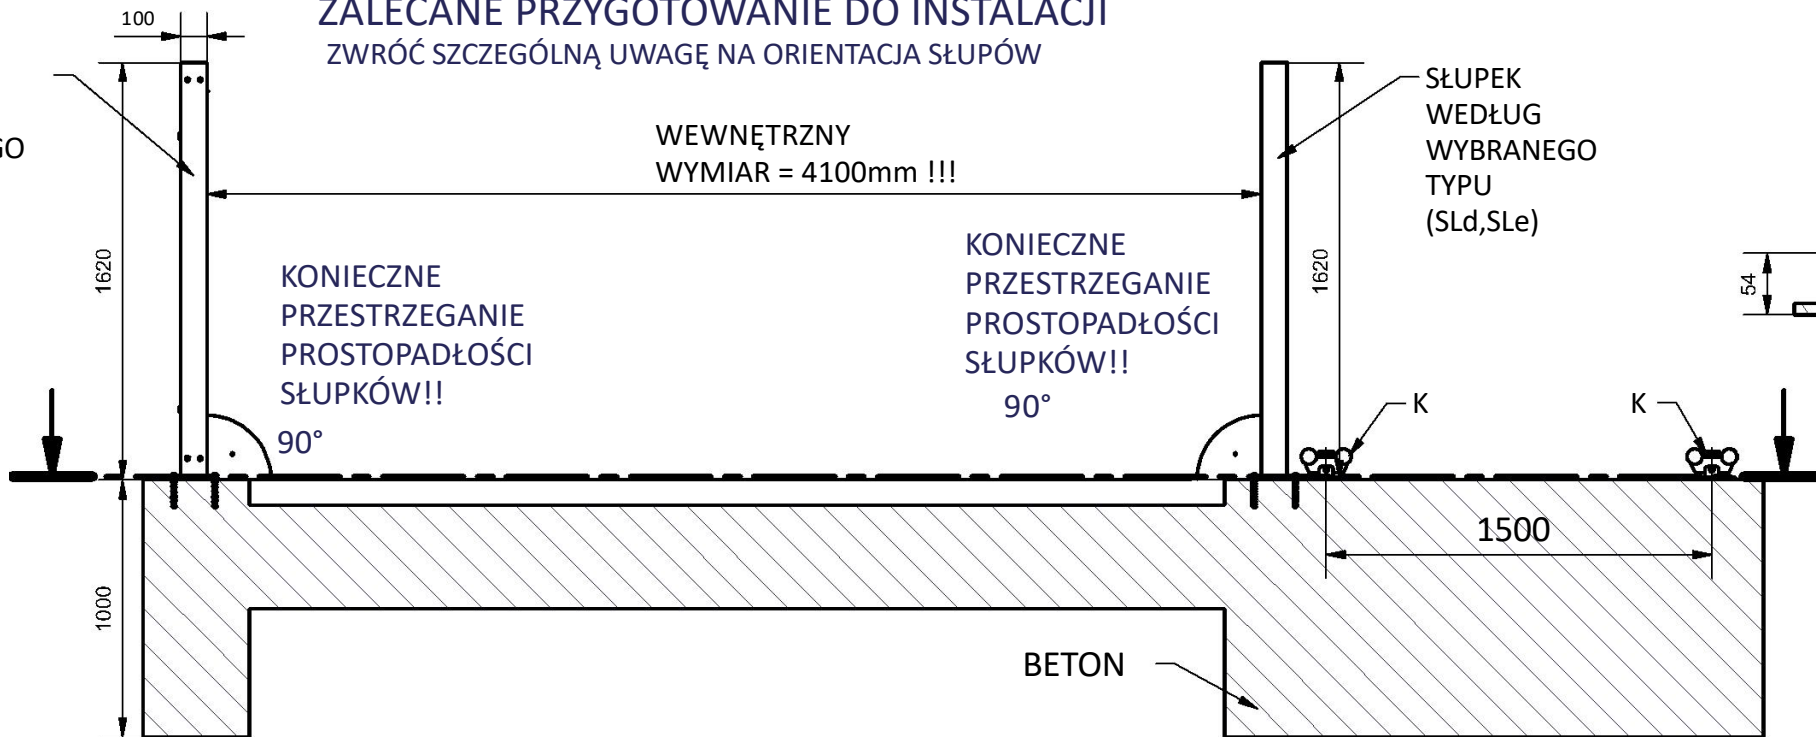 ZALECANE PRZYGOTOWANIE DO INSTALACJI
ZWRÓĆ SZCZEGÓLNĄ UWAGĘ NA ORIENTACJA SŁUPÓW
100
GO
WEWNĘTRZNY
WYMIAR = 4100mm !!!
SŁUPEK
WEDŁUG
WYBRANEGO
TYPU
(SLd,SLe)
1620
KONIECZNE
PRZESTRZEGANIE
PROSTOPADŁOŚCI
SŁUPKÓW!!
90°
KONIECZNE
PRZESTRZEGANIE
PROSTOPADŁOŚCI
SŁUPKÓW!!
90°
1620
54
K
K
1500
1000
BETON